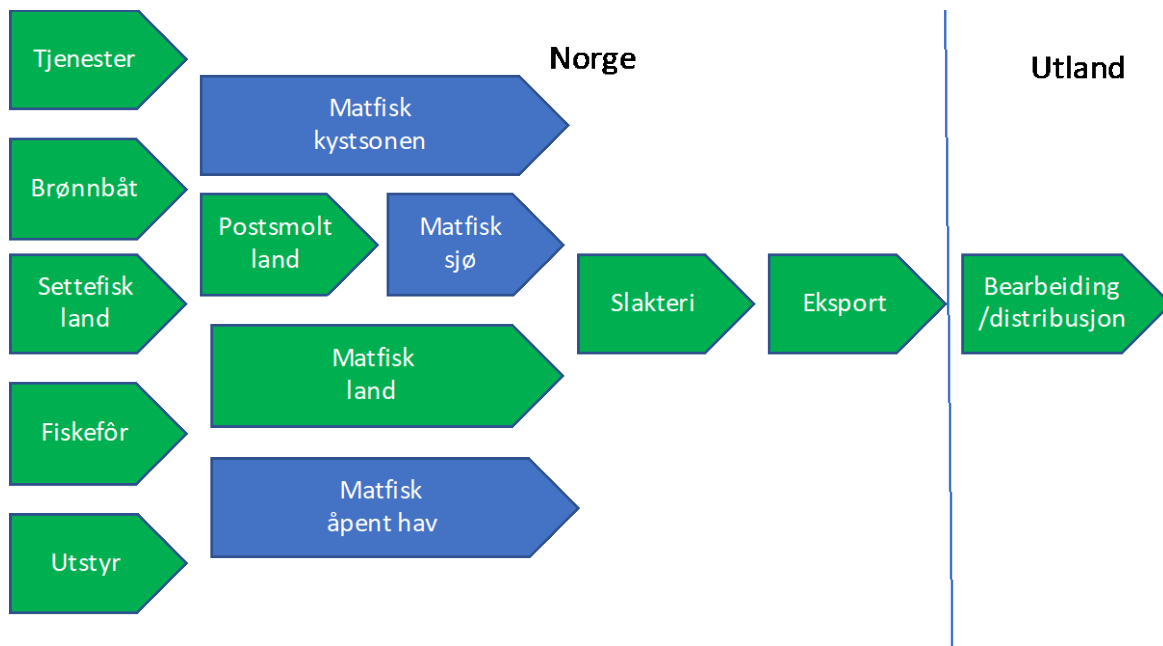 Norge
Utland
Tjenester
Brønnbåt
Settefisk
land
Fiskefôr
Utstyr
Matfisk
kystsonen
Postsmolt
land
Matfisk
sjø
Matfisk
land
Matfisk
åpent hav
Slakteri
Eksport
Bearbeiding
/distribusjon